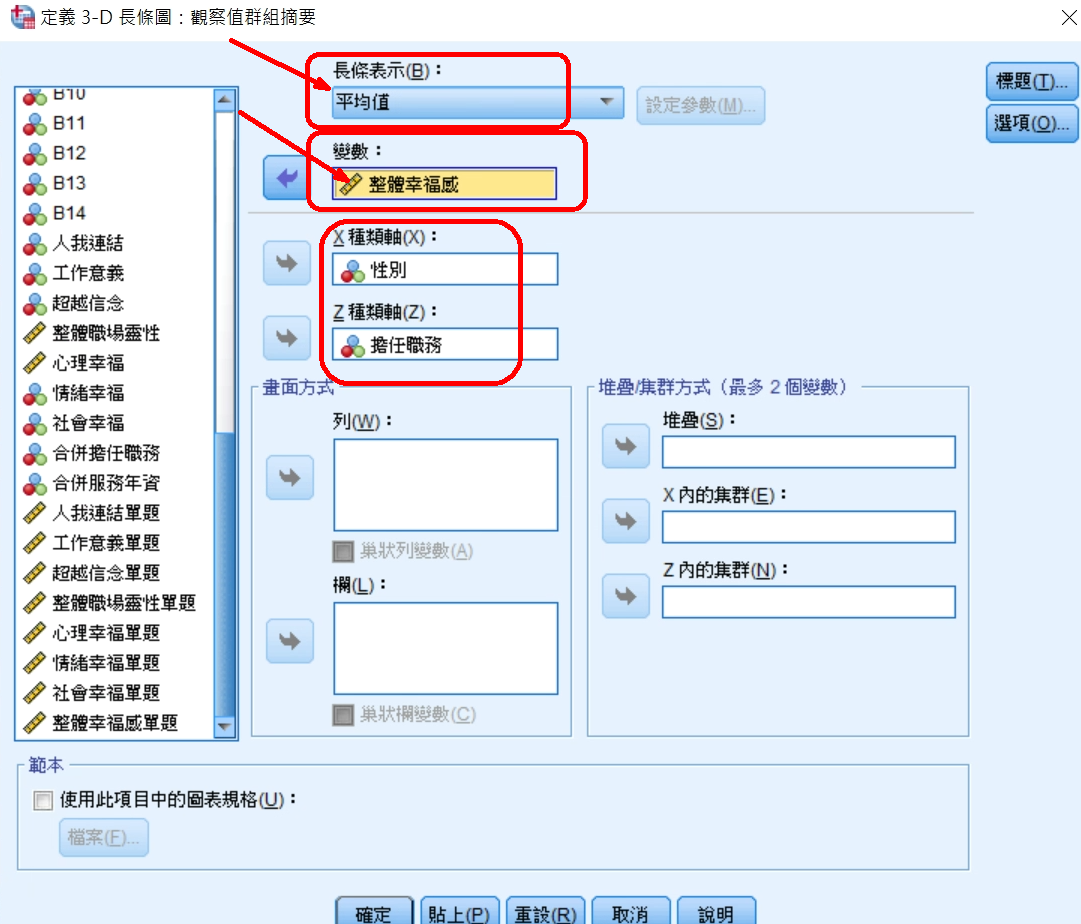 定義 3-D 長條圖：觀察值群組摘要
長條表示(B)：
平均值
設定參數(M)...
標題(T)...
選項(O)...
B10
B11
B12
B13
B14
人我連結
工作意義
超越信念
整體職場靈性
心理幸福
情緒幸福
社會幸福
合併擔任職務
合併服務年資
人我連結單題
工作意義單題
超越信念單題
整體職場靈性單題
心理幸福單題
情緒幸福單題
社會幸福單題
整體幸福感單題
變數：
整體幸福感
X 種類軸(X)：
性別
Z 種類軸(Z)：
擔任職務
畫面方式
列(W)：
巢狀列變數(A)
欄(L)：
巢狀欄變數(C)
堆疊/集群方式（最多 2 個變數）
堆疊(S)：
X 內的集群(E)：
Z 內的集群(N)：
範本
使用此項目中的圖表規格(U)：
檔案(F)...
確定
貼上(P)
重設(R)
取消
說明